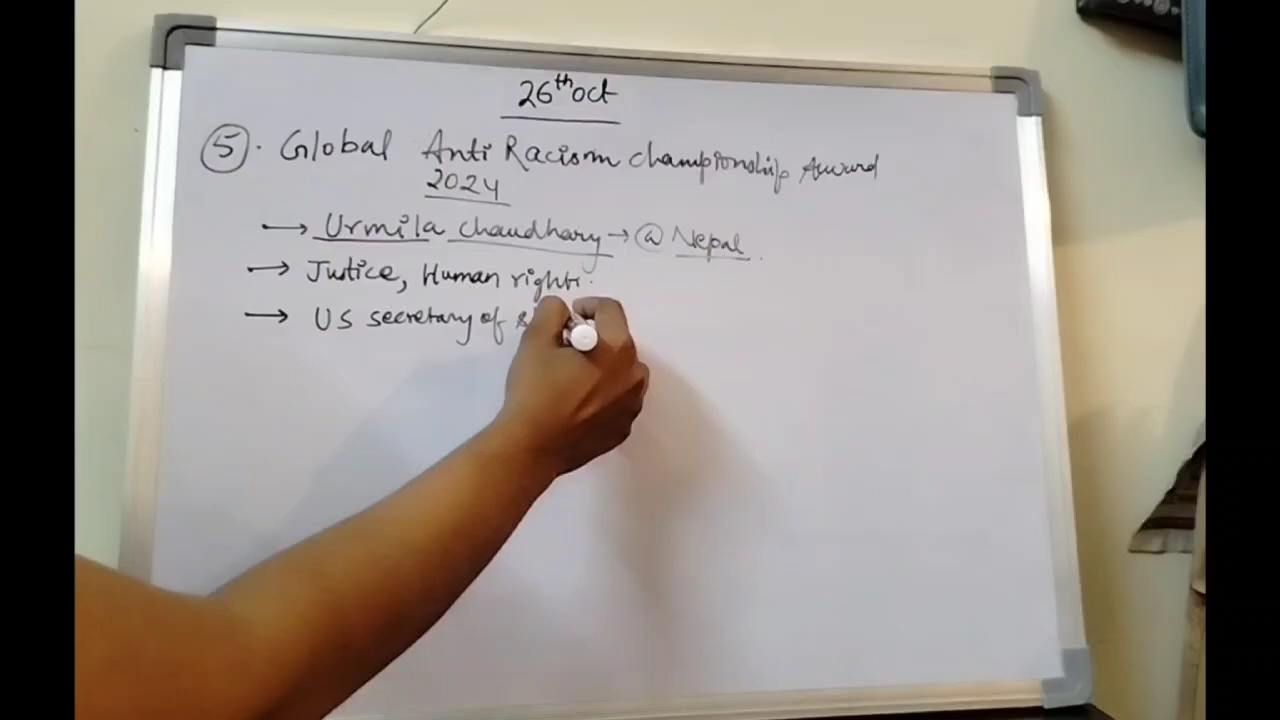 26th Oct
5. Global Anti Racism Championship Award
2024
→ Urmila Chaudhary → @ Nepal.
→ Justice, Human rights.
→ US secretary of